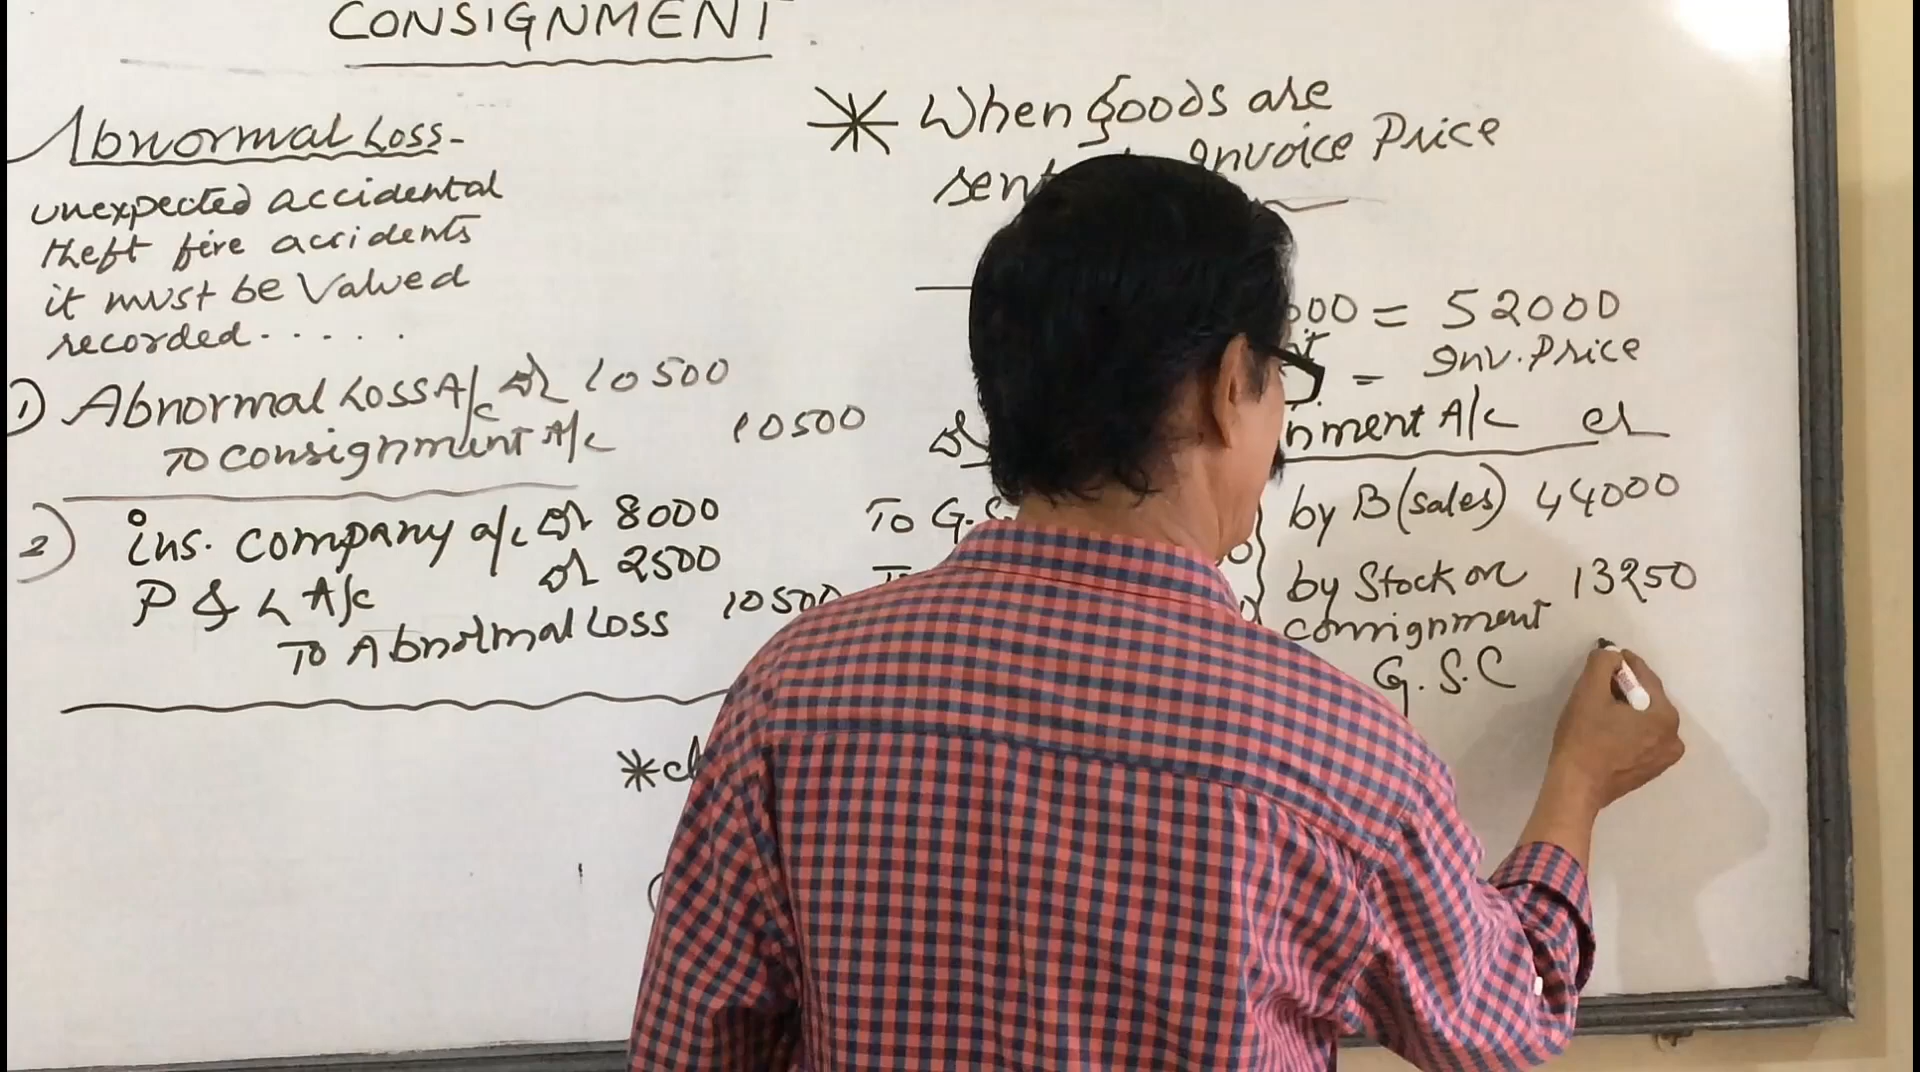 CONSIGNMENT
Abnormal Loss-
unexpected accidental
theft fire accidents
it must be Valued
recorded.....
1) Abnormal Loss A/c Dr 10500
To consignment A/c 10500
2) ins. company a/c Dr 8000
P & L A/c Dr 2500
To Abnormal Loss 10500
* When goods are
sent Invoice Price
000 = 52000
= Inv. Price
Dr nment A/c Cr
To G.S by B (sales) 44000
by Stock on 13250
consignment
G.S.C